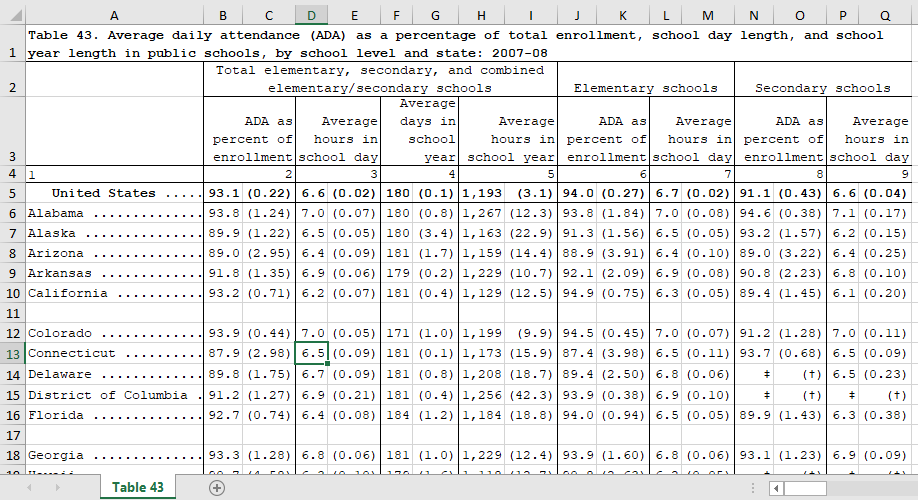 A B C D E F G H I J K L M N O P Q
1 Table 43. Average daily attendance (ADA) as a percentage of total enrollment, school day length, and school
year length in public schools, by school level and state: 2007-08
2 Total elementary, secondary, and combined
elementary/secondary schools Elementary schools Secondary schools
Average
ADA as Average days in Average ADA as Average ADA as Average
percent of hours in school hours in percent of hours in percent of hours in
3 enrollment school day year school year enrollment school day enrollment school day
4 1 2 3 4 5 6 7 8 9
5 United States ..... 93.1 (0.22) 6.6 (0.02) 180 (0.1) 1,193 (3.1) 94.0 (0.27) 6.7 (0.02) 91.1 (0.43) 6.6 (0.04)
6 Alabama .............. 93.8 (1.24) 7.0 (0.07) 180 (0.8) 1,267 (12.3) 93.8 (1.84) 7.0 (0.08) 94.6 (0.38) 7.1 (0.17)
7 Alaska ............... 89.9 (1.22) 6.5 (0.05) 180 (3.4) 1,163 (22.9) 91.3 (1.56) 6.5 (0.05) 93.2 (1.57) 6.2 (0.15)
8 Arizona .............. 89.0 (2.95) 6.4 (0.09) 181 (1.7) 1,159 (14.4) 88.9 (3.91) 6.4 (0.10) 89.0 (3.22) 6.4 (0.25)
9 Arkansas ............. 91.8 (1.35) 6.9 (0.06) 179 (0.2) 1,229 (10.7) 92.1 (2.09) 6.9 (0.08) 90.8 (2.23) 6.8 (0.10)
10 California ........... 93.2 (0.71) 6.2 (0.07) 181 (0.4) 1,129 (12.5) 94.9 (0.75) 6.3 (0.05) 89.4 (1.45) 6.1 (0.20)
11
12 Colorado ............. 93.9 (0.44) 7.0 (0.05) 171 (1.0) 1,199 (9.9) 94.5 (0.45) 7.0 (0.07) 91.2 (1.28) 7.0 (0.11)
13 Connecticut .......... 87.9 (2.98) 6.5 (0.09) 181 (0.1) 1,173 (15.9) 87.4 (3.98) 6.5 (0.11) 93.7 (0.68) 6.5 (0.09)
14 Delaware ............. 89.8 (1.75) 6.7 (0.09) 181 (0.8) 1,208 (18.7) 89.4 (2.50) 6.8 (0.06) ‡ (†) 6.5 (0.23)
15 District of Columbia . 91.2 (1.27) 6.9 (0.21) 181 (0.4) 1,256 (42.3) 93.9 (0.38) 6.9 (0.10) ‡ (†) ‡ (†)
16 Florida .............. 92.7 (0.74) 6.4 (0.08) 184 (1.2) 1,184 (18.8) 94.0 (0.94) 6.5 (0.05) 89.9 (1.43) 6.3 (0.38)
17
18 Georgia .............. 93.3 (1.28) 6.8 (0.06) 181 (1.0) 1,229 (12.4) 93.9 (1.60) 6.8 (0.06) 93.1 (1.23) 6.9 (0.09)
Table 43